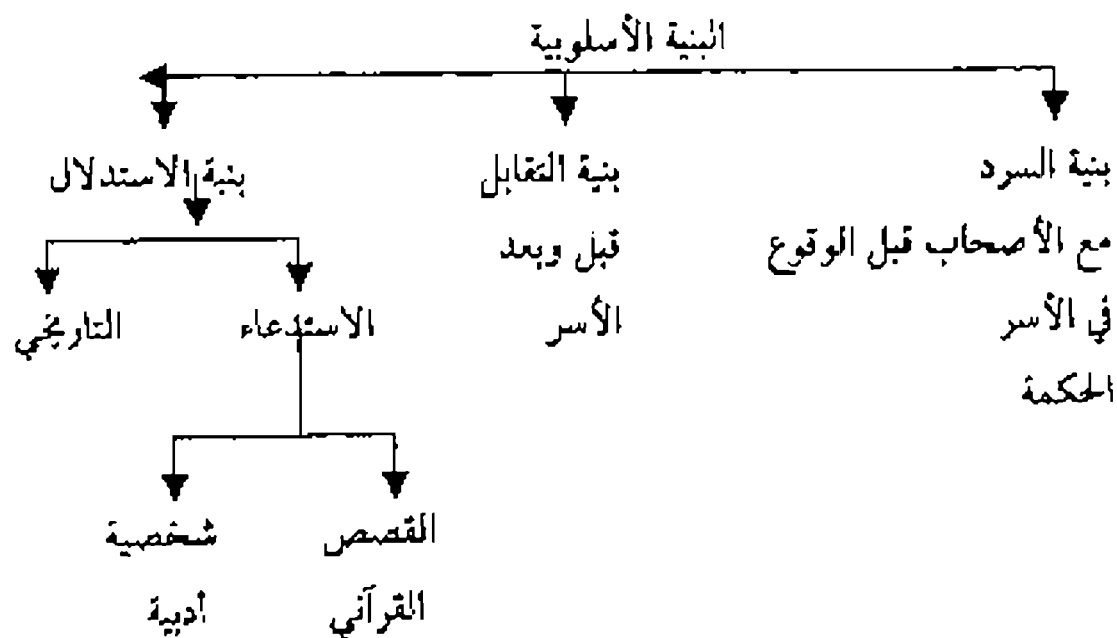 البنية الأسلوبية
بنية السرد
مع الأصحاب قبل الوقوع
في الأسر
الحكمة
بنية التقابل
قبل وبعد
الأسر
بنية الاستدلال
الاستدعاء
التاريخي
القصص
القرآني
شخصية
أدبية